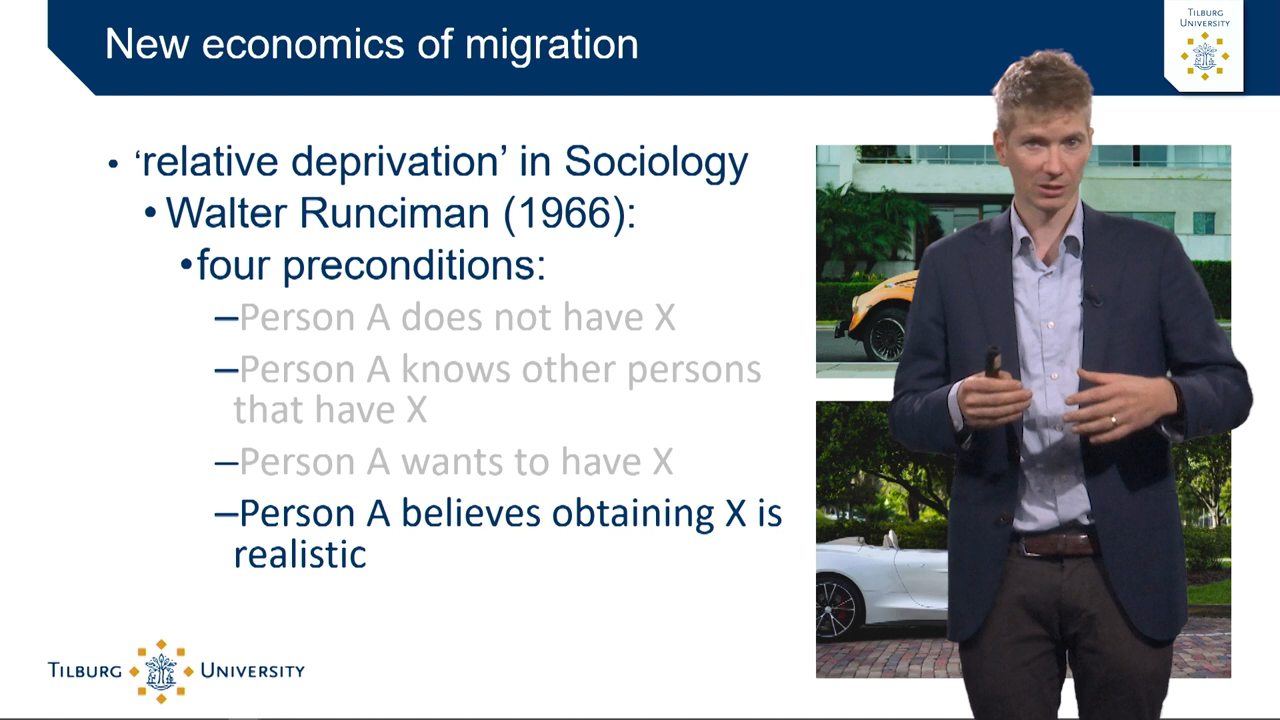 New economics of migration
TILBURG
UNIVERSITY
• ‘relative deprivation’ in Sociology
• Walter Runciman (1966):
•four preconditions:
–Person A does not have X
–Person A knows other persons
that have X
–Person A wants to have X
–Person A believes obtaining X is
realistic
TILBURG UNIVERSITY